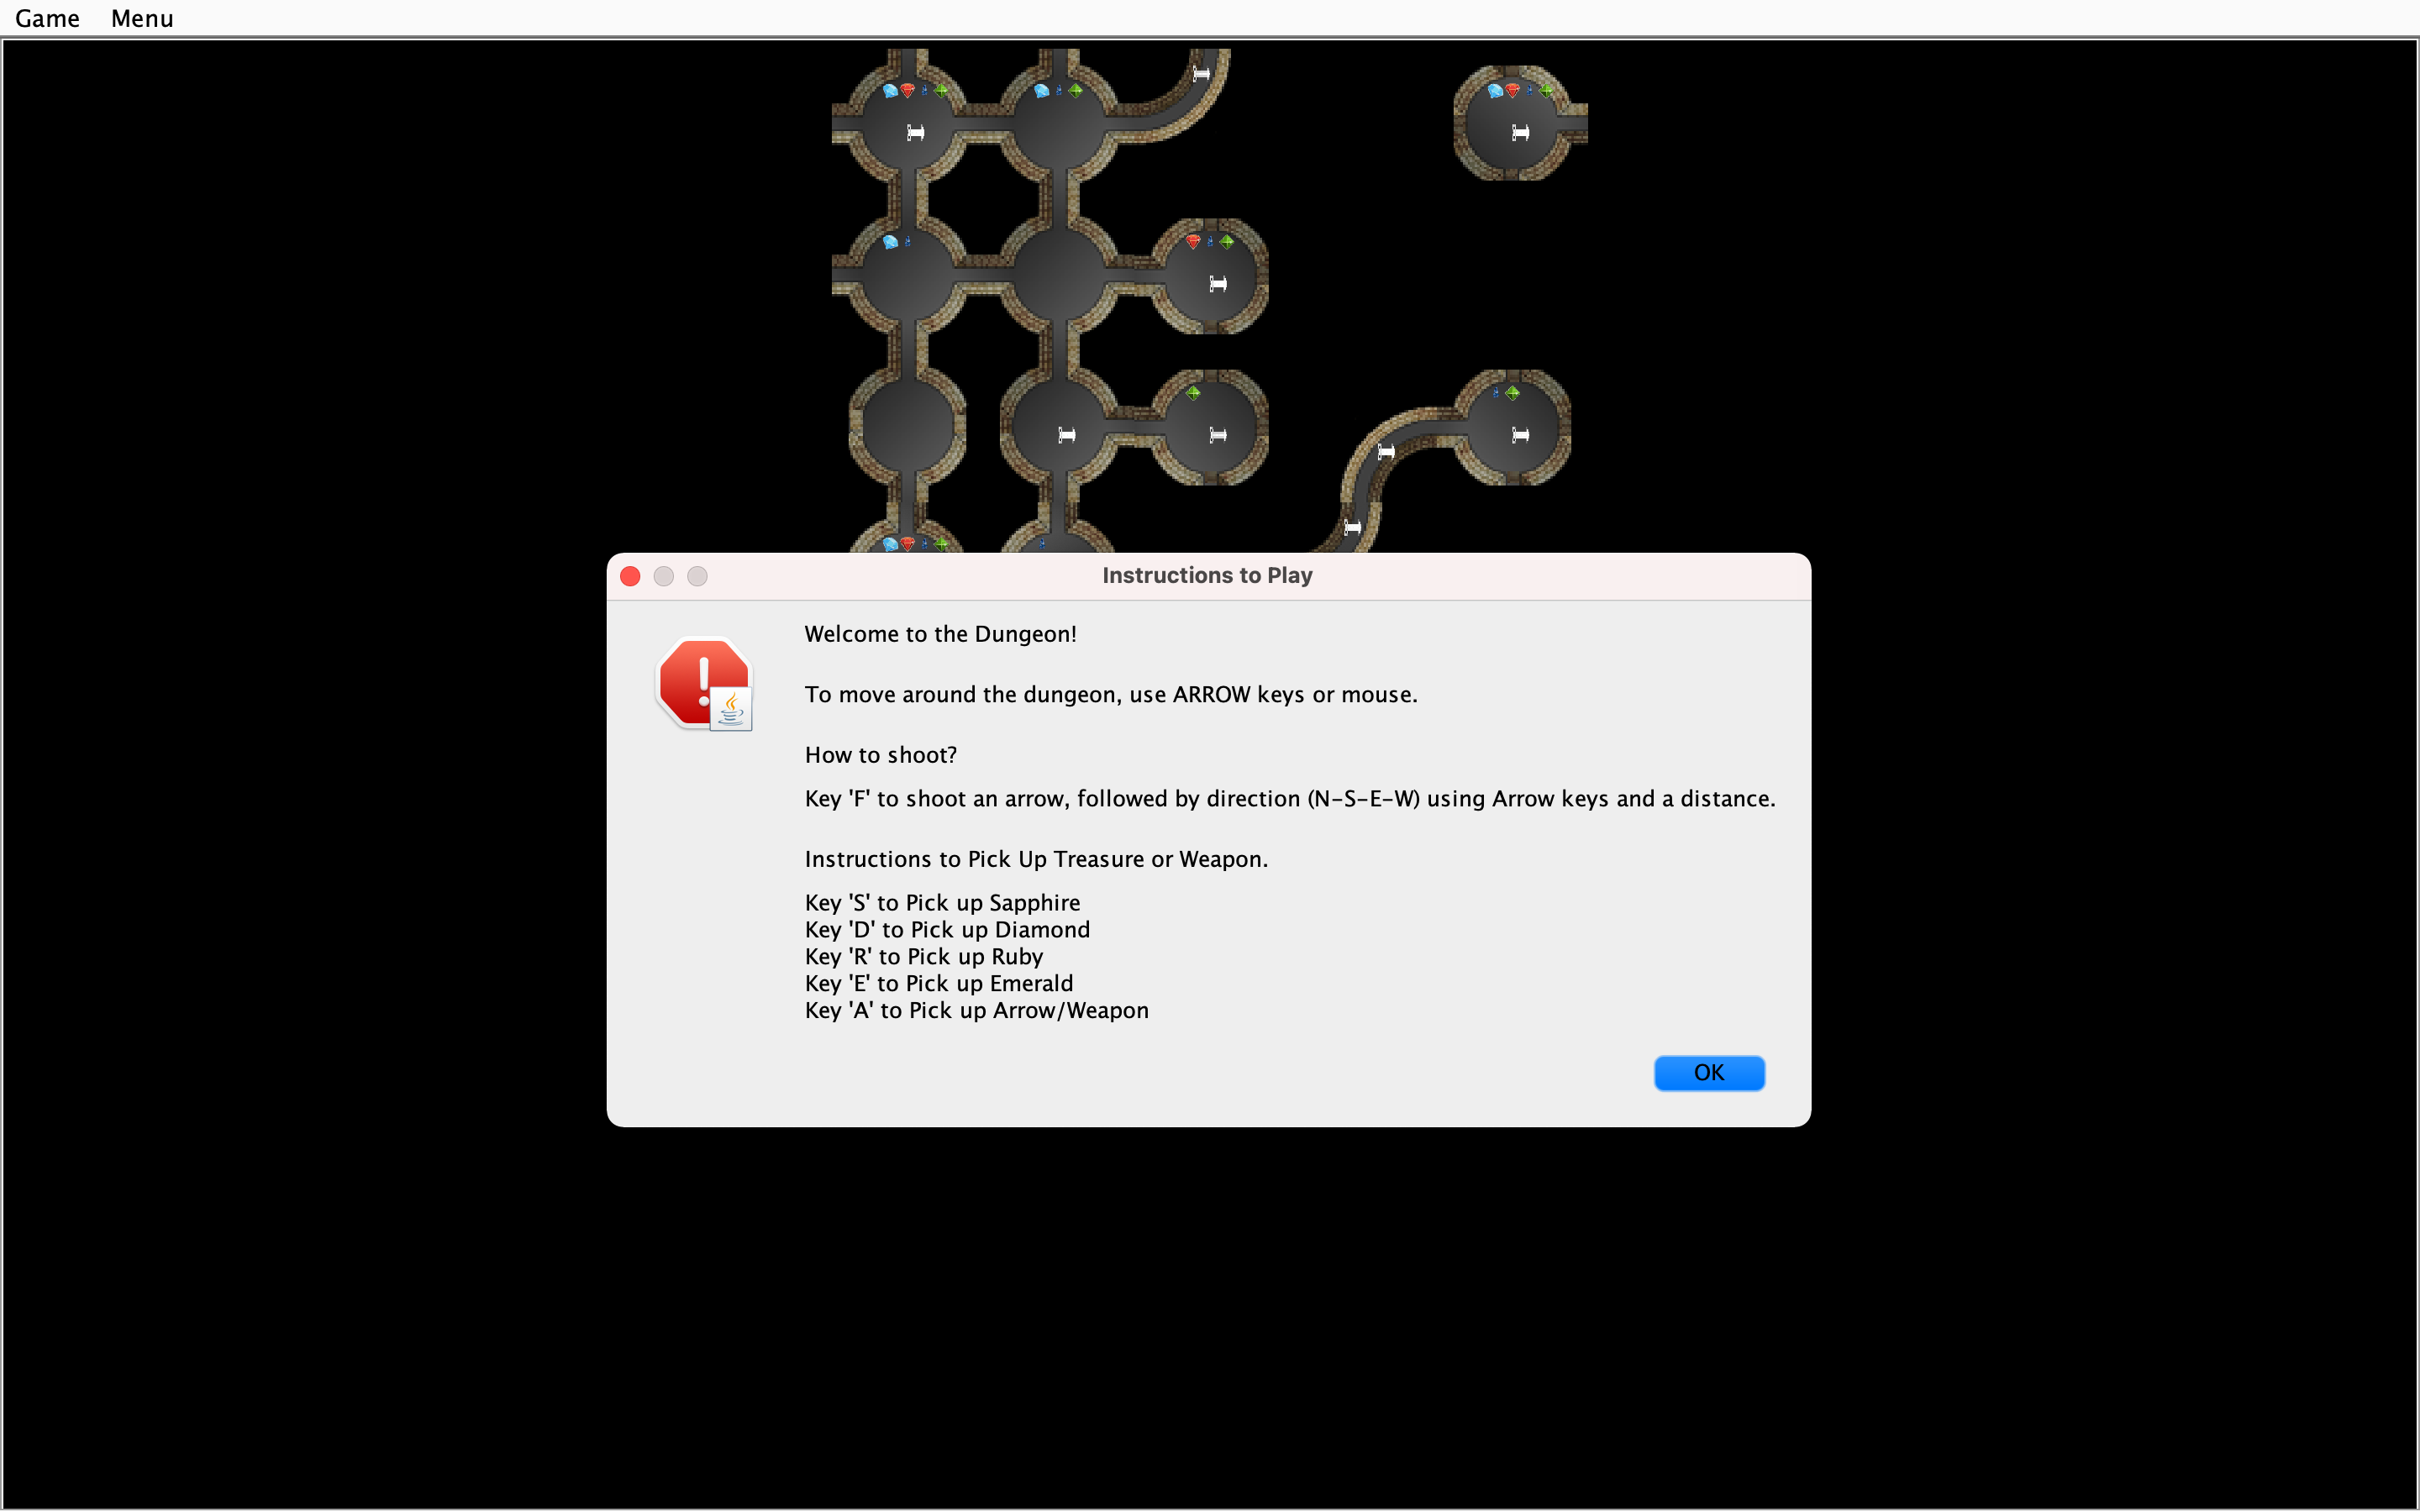 Game Menu
Instructions to Play
Welcome to the Dungeon!
To move around the dungeon, use ARROW keys or mouse.
How to shoot?
Key 'F' to shoot an arrow, followed by direction (N-S-E-W) using Arrow keys and a distance.
Instructions to Pick Up Treasure or Weapon.
Key 'S' to Pick up Sapphire
Key 'D' to Pick up Diamond
Key 'R' to Pick up Ruby
Key 'E' to Pick up Emerald
Key 'A' to Pick up Arrow/Weapon
OK